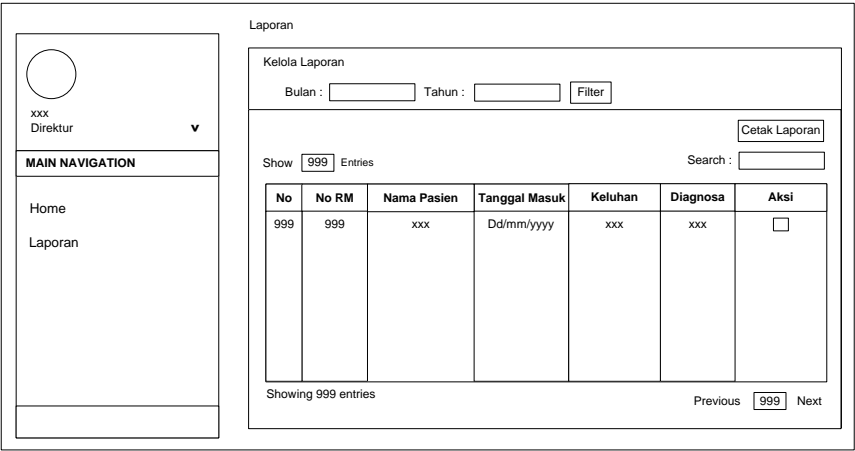 Laporan
xxx
Direktur v
MAIN NAVIGATION
Home
Laporan
Kelola Laporan
Bulan : Tahun : Filter
Cetak Laporan
Show 999 Entries Search :
No No RM Nama Pasien Tanggal Masuk Keluhan Diagnosa Aksi
999 999 xxx Dd/mm/yyyy xxx xxx
Showing 999 entries
Previous 999 Next